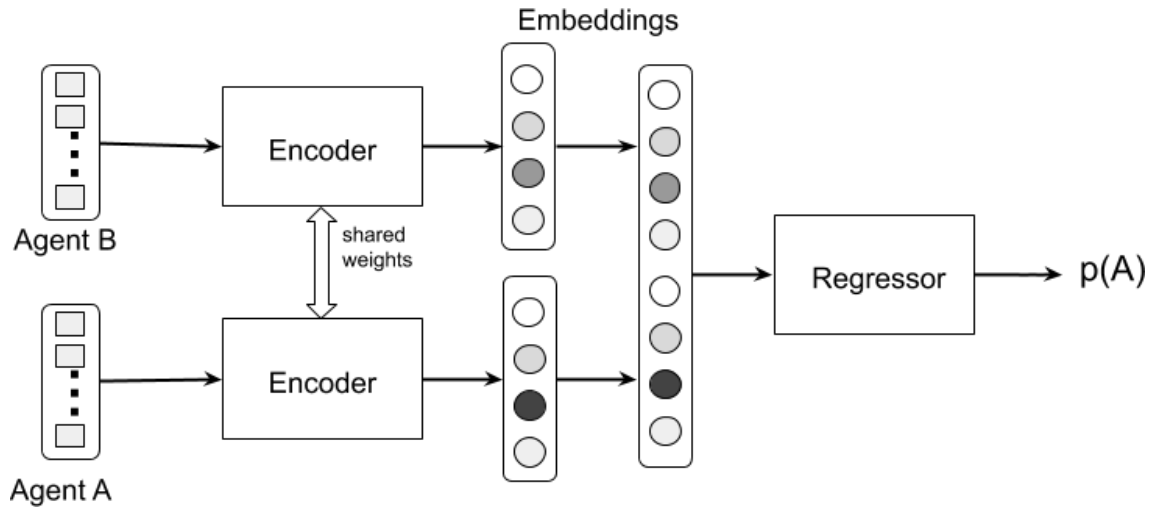 Embeddings
Encoder
Agent B
shared
weights
Regressor
p(A)
Encoder
Agent A